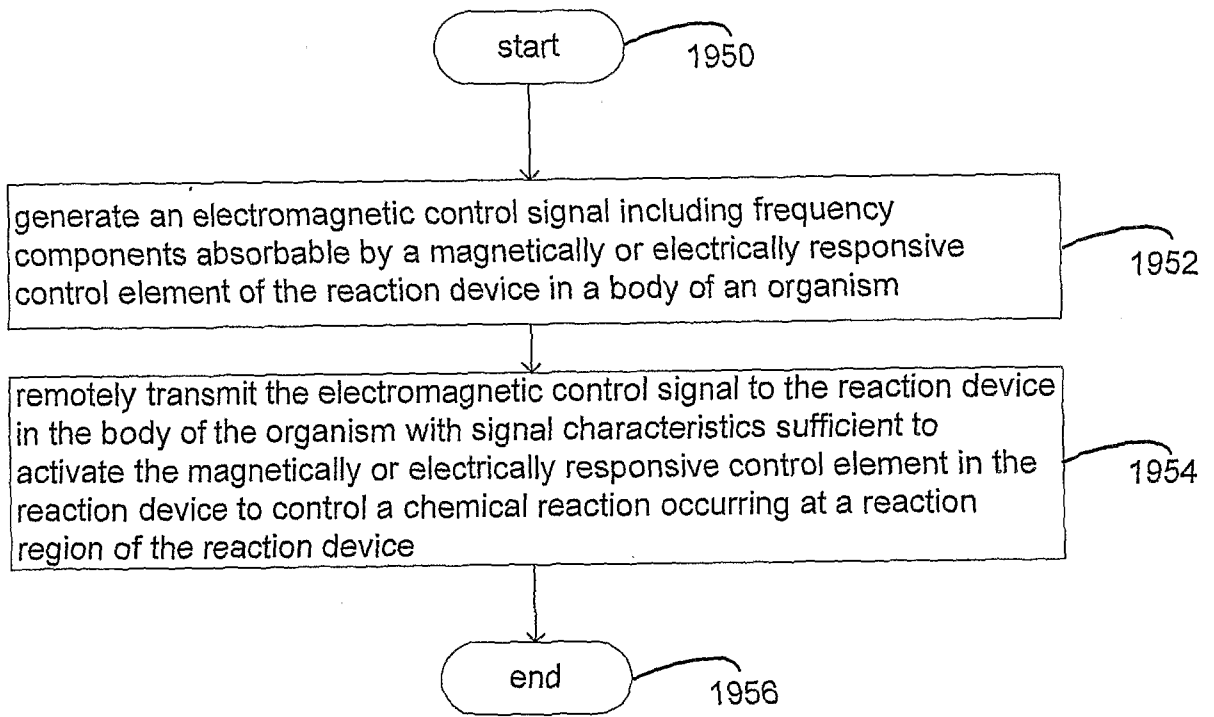 start
1950
generate an electromagnetic control signal including frequency
components absorbable by a magnetically or electrically responsive
control element of the reaction device in a body of an organism
1952
remotely transmit the electromagnetic control signal to the reaction device
in the body of the organism with signal characteristics sufficient to
activate the magnetically or electrically responsive control element in the
reaction device to control a chemical reaction occurring at a reaction
region of the reaction device
1954
end
1956